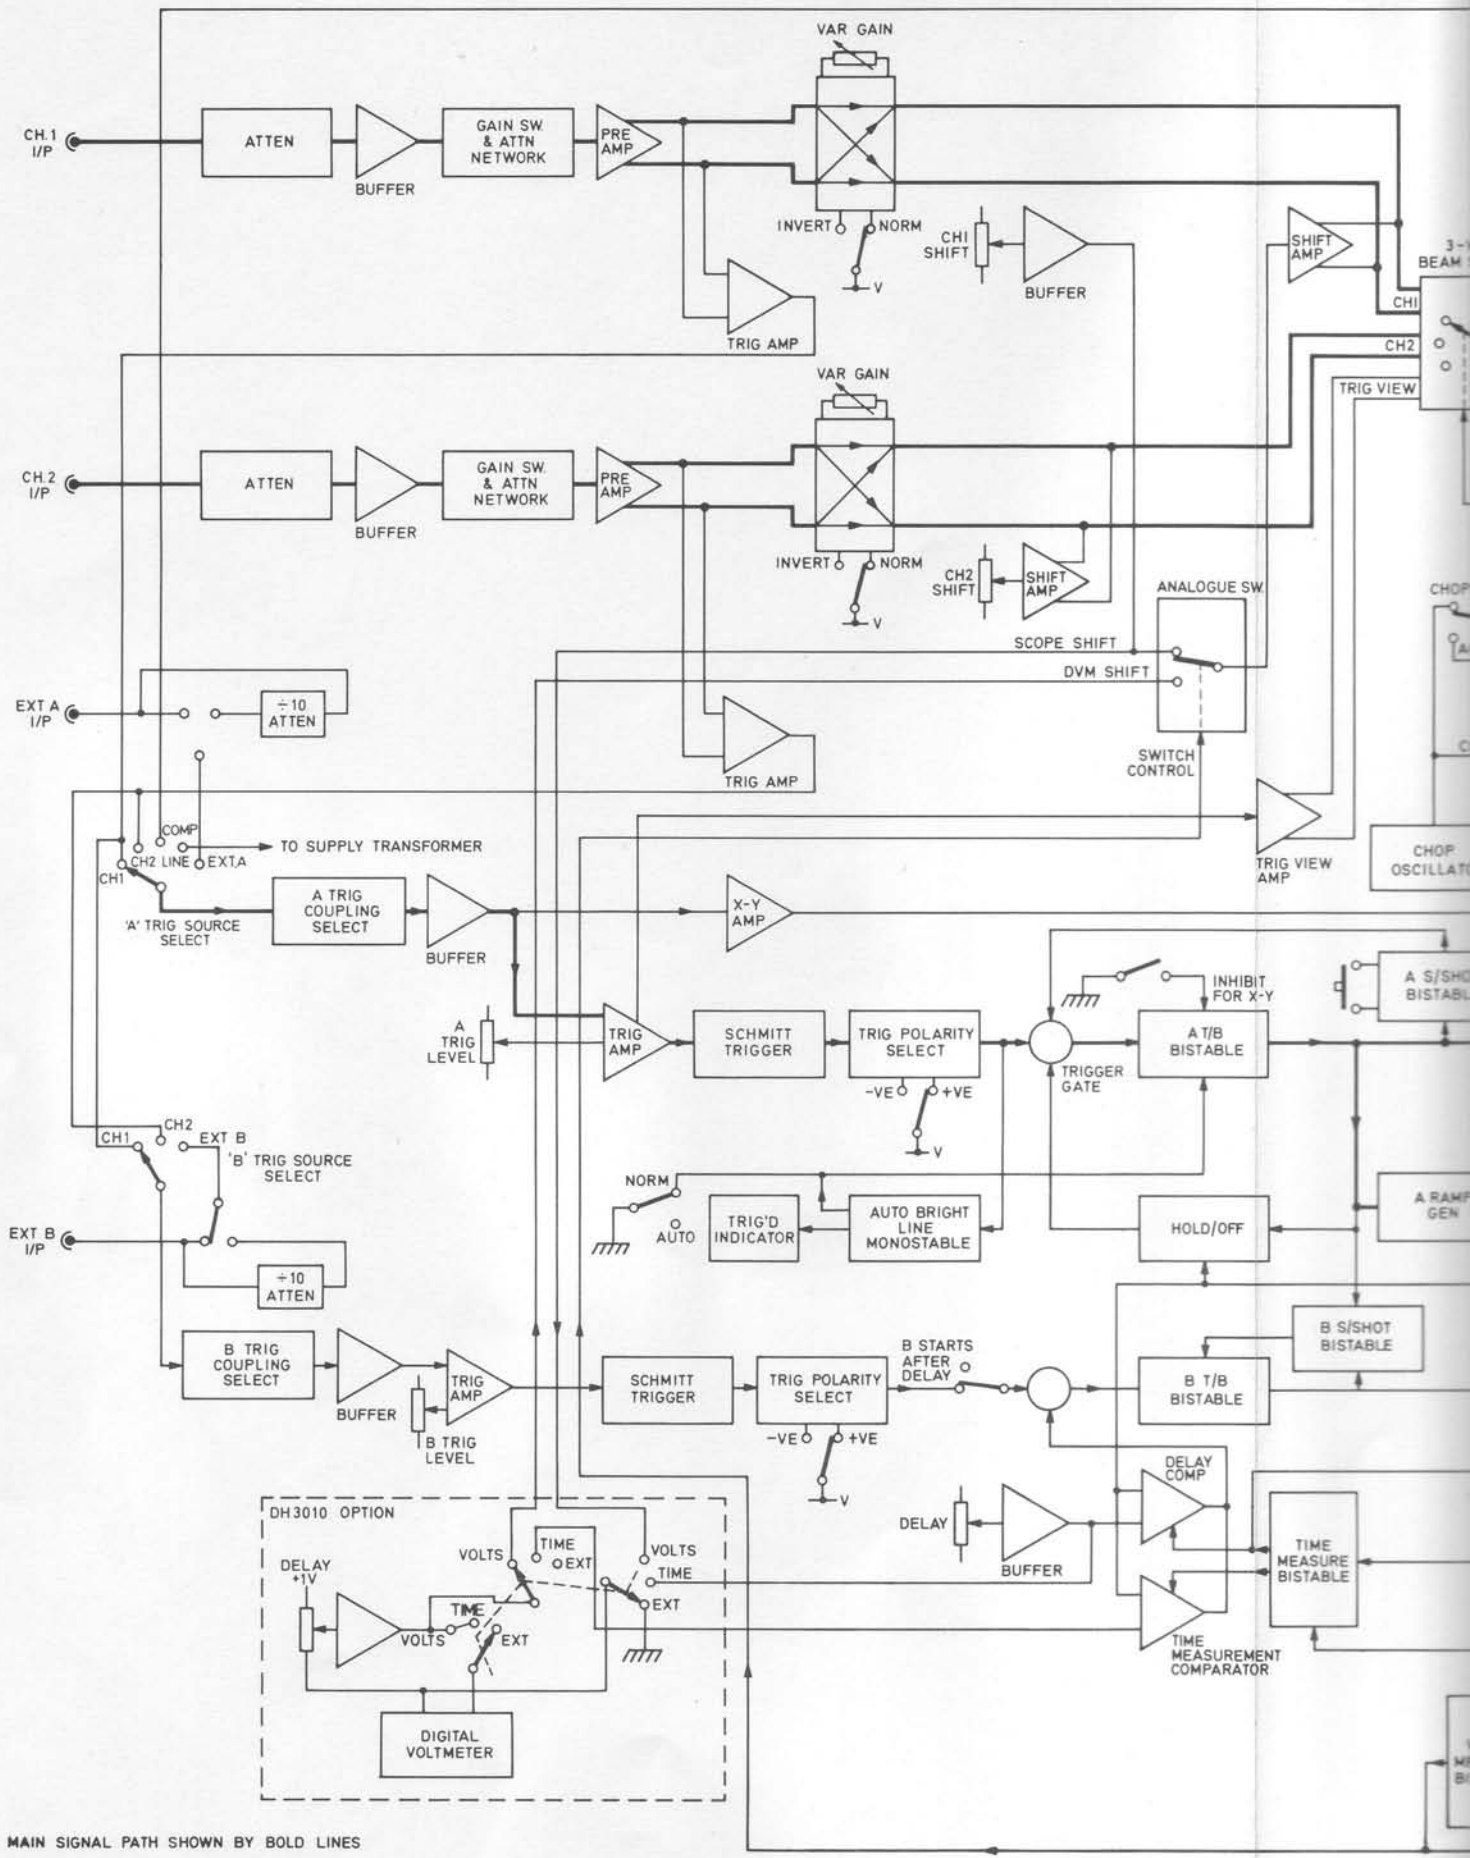 VAR GAIN
CH.1
I/P
ATTEN
BUFFER
GAIN SW.
& ATTN
NETWORK
PRE
AMP
INVERT
NORM
V
CH1
SHIFT
BUFFER
SHIFT
AMP
BEAM
CH1
CH2
TRIG VIEW
TRIG AMP
VAR GAIN
CH.2
I/P
ATTEN
BUFFER
GAIN SW.
& ATTN
NETWORK
PRE
AMP
INVERT
NORM
V
CH2
SHIFT
SHIFT
AMP
ANALOGUE SW.
SCOPE SHIFT
DVM SHIFT
CHOP
EXT A
I/P
÷10
ATTEN
TRIG AMP
SWITCH
CONTROL
COMP
CH2 LINE
EXT.A
CH1
TO SUPPLY TRANSFORMER
'A' TRIG SOURCE
SELECT
A TRIG
COUPLING
SELECT
BUFFER
X-Y
AMP
TRIG VIEW
AMP
CHOP
OSCILLATO
A
TRIG
LEVEL
TRIG
AMP
SCHMITT
TRIGGER
TRIG POLARITY
SELECT
-VE
+VE
V
TRIGGER
GATE
INHIBIT
FOR X-Y
A T/B
BISTABLE
A S/SHO
BISTABL
CH1
CH2
EXT B
'B' TRIG SOURCE
SELECT
NORM
AUTO
TRIG'D
INDICATOR
AUTO BRIGHT
LINE
MONOSTABLE
HOLD/OFF
A RAMP
GEN
EXT B
I/P
÷10
ATTEN
B TRIG
COUPLING
SELECT
BUFFER
TRIG
AMP
B TRIG
LEVEL
SCHMITT
TRIGGER
TRIG POLARITY
SELECT
-VE
+VE
V
B STARTS
AFTER
DELAY
B T/B
BISTABLE
B S/SHOT
BISTABLE
DELAY
BUFFER
DELAY
COMP
TIME
MEASURE
BISTABLE
TIME
MEASUREMENT
COMPARATOR
DH3010 OPTION
DELAY
+1V
VOLTS
TIME
EXT
VOLTS
TIME
EXT
VOLTS
TIME
EXT
DIGITAL
VOLTMETER
MAIN SIGNAL PATH SHOWN BY BOLD LINES